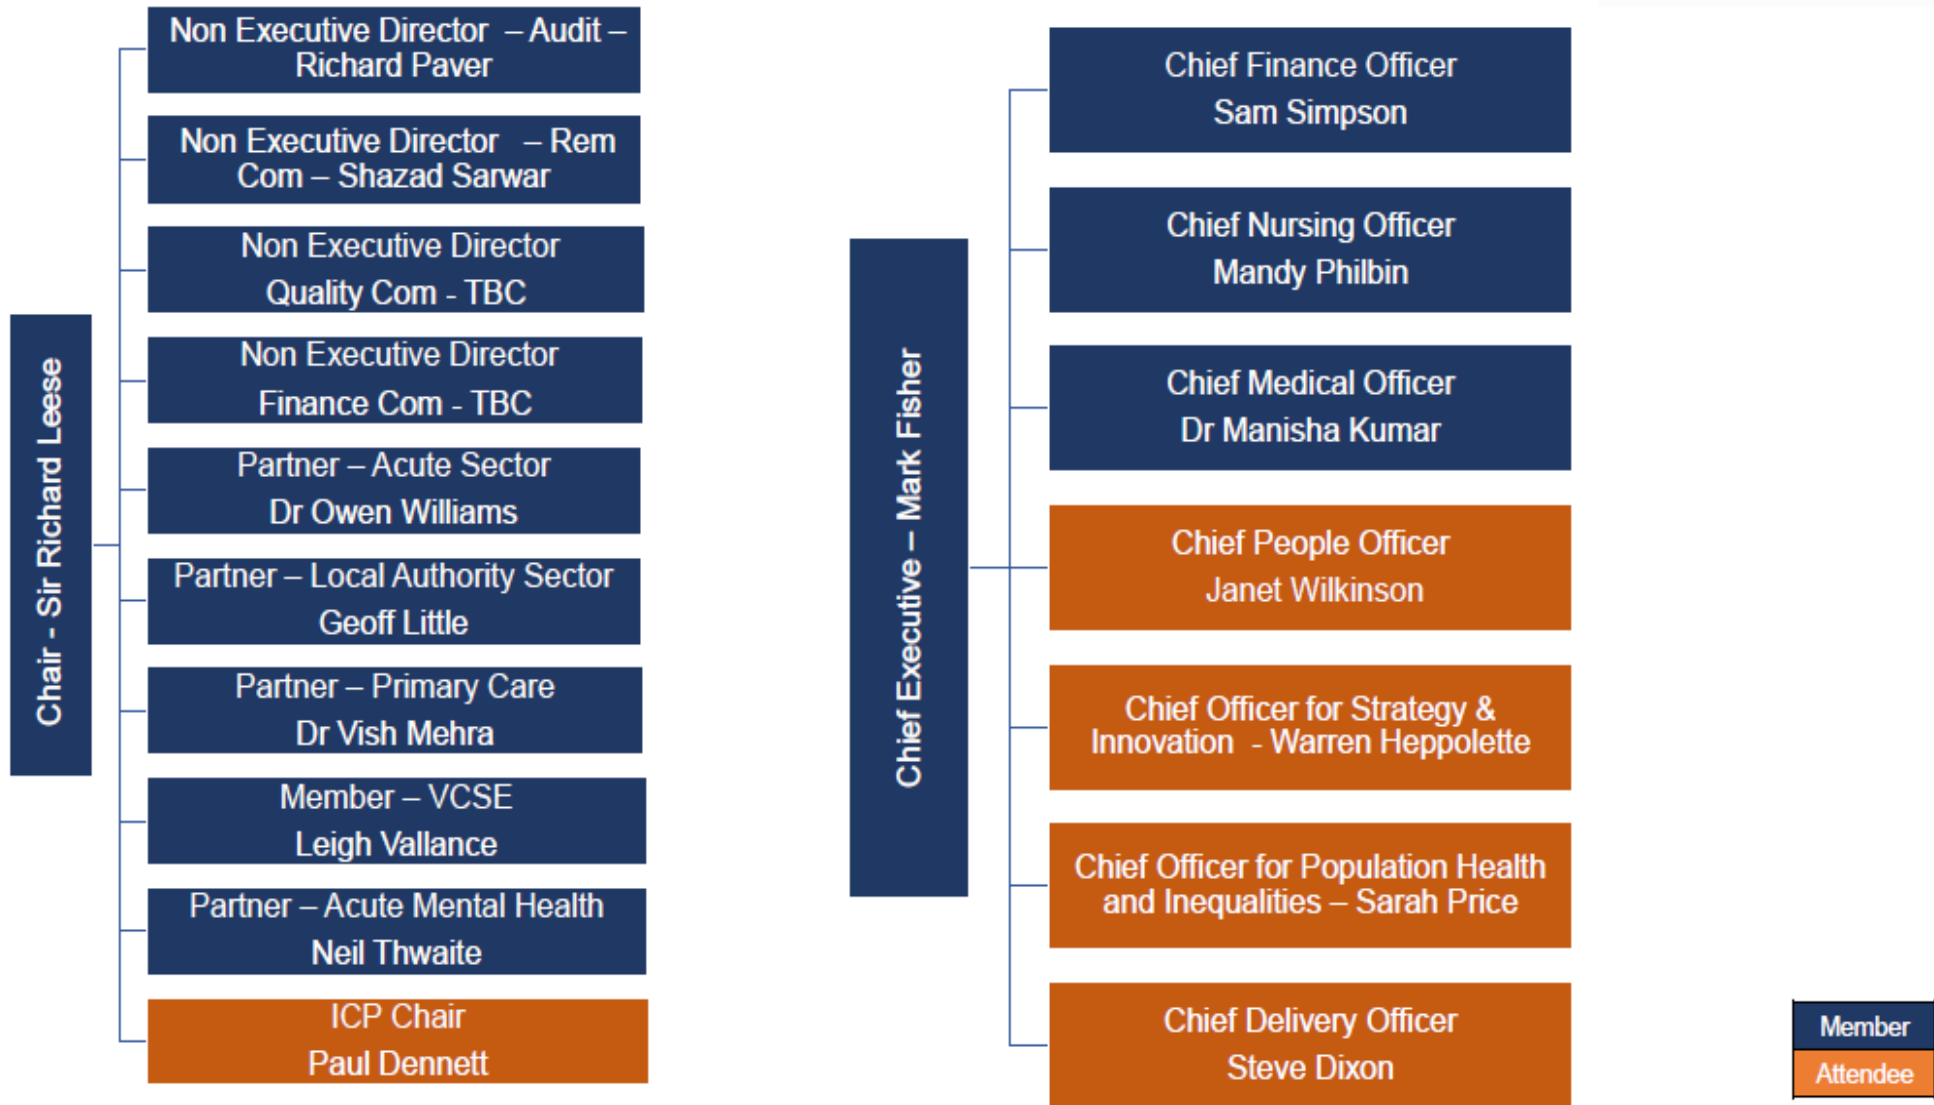 Chair - Sir Richard Leese
Non Executive Director – Audit –
Richard Paver
Non Executive Director – Rem
Com – Shazad Sarwar
Non Executive Director
Quality Com - TBC
Non Executive Director
Finance Com - TBC
Partner – Acute Sector
Dr Owen Williams
Partner – Local Authority Sector
Geoff Little
Partner – Primary Care
Dr Vish Mehra
Member – VCSE
Leigh Vallance
Partner – Acute Mental Health
Neil Thwaite
ICP Chair
Paul Dennett
Chief Executive – Mark Fisher
Chief Finance Officer
Sam Simpson
Chief Nursing Officer
Mandy Philbin
Chief Medical Officer
Dr Manisha Kumar
Chief People Officer
Janet Wilkinson
Chief Officer for Strategy &
Innovation - Warren Heppolette
Chief Officer for Population Health
and Inequalities – Sarah Price
Chief Delivery Officer
Steve Dixon
Member
Attendee